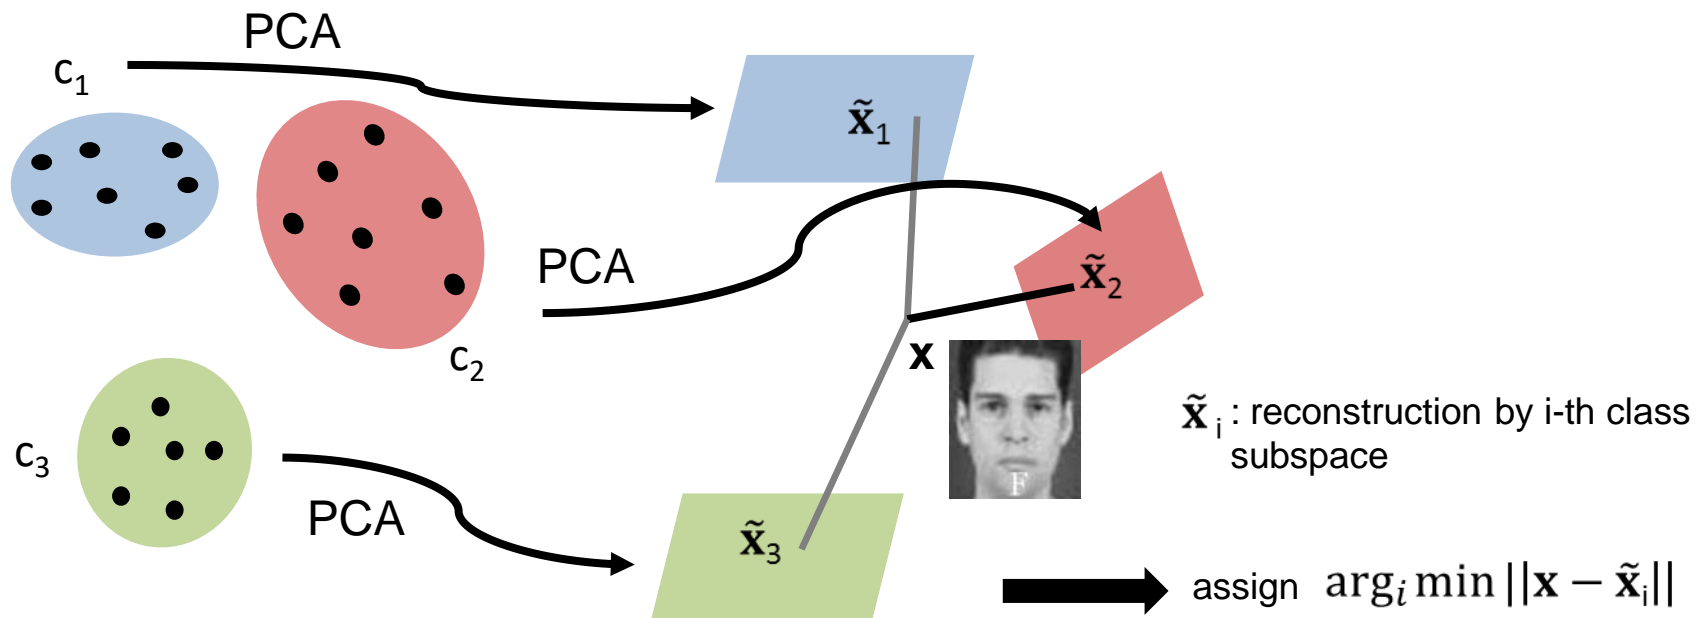 PCA
c₁
x̃₁
PCA
x̃₂
c₂
x
F
x̃ᵢ : reconstruction by i-th class
subspace
c₃
PCA
x̃₃
assign argᵢ min ||x − x̃ᵢ||